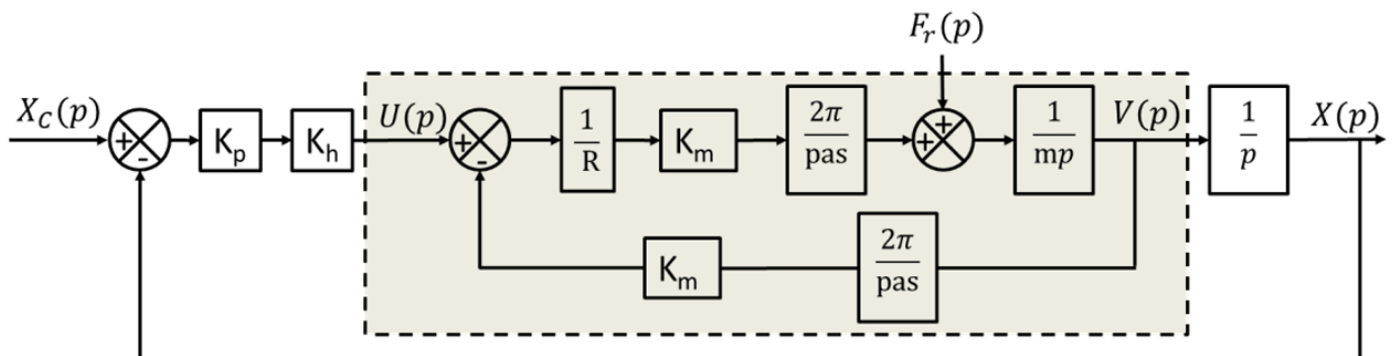 F_r(p)
X_C(p)
+
-
K_p
K_h
U(p)
+
-
1/R
K_m
2π/pas
+
+
1/mp
V(p)
1/p
X(p)
K_m
2π/pas